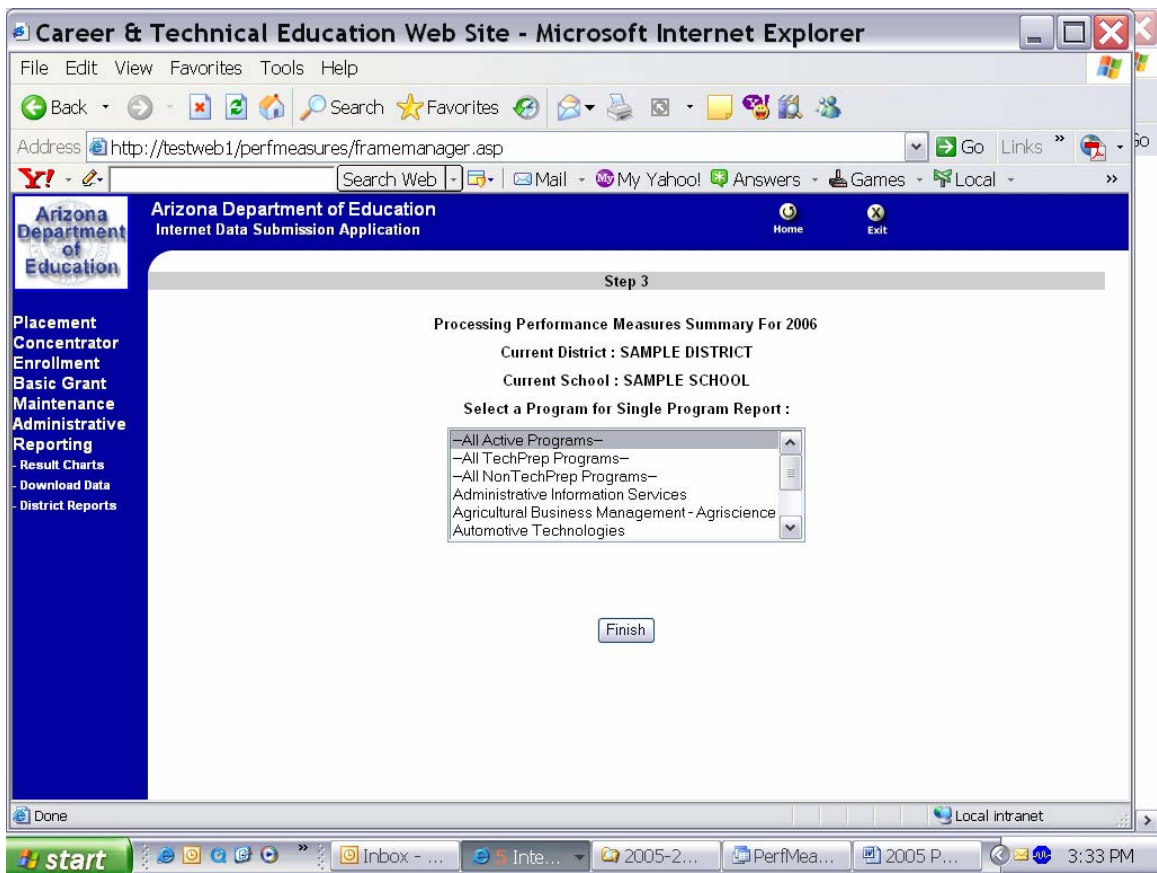 Career & Technical Education Web Site - Microsoft Internet Explorer
File Edit View Favorites Tools Help
Back Search Favorites
Address http://testweb1/perfmeasures/framemanager.asp Go Links »
Y! Search Web Mail My Yahoo! Answers Games Local »
Arizona Department of Education
Arizona Department of Education
Internet Data Submission Application
Home Exit
Step 3
Placement
Concentrator
Enrollment
Basic Grant
Maintenance
Administrative
Reporting
- Result Charts
- Download Data
- District Reports
Processing Performance Measures Summary For 2006
Current District : SAMPLE DISTRICT
Current School : SAMPLE SCHOOL
Select a Program for Single Program Report :
--All Active Programs--
--All TechPrep Programs--
--All NonTechPrep Programs--
Administrative Information Services
Agricultural Business Management - Agriscience
Automotive Technologies
Finish
Done Local intranet
start » Inbox - ... 5 Inte... 2005-2... PerfMea... 2005 P... 3:33 PM